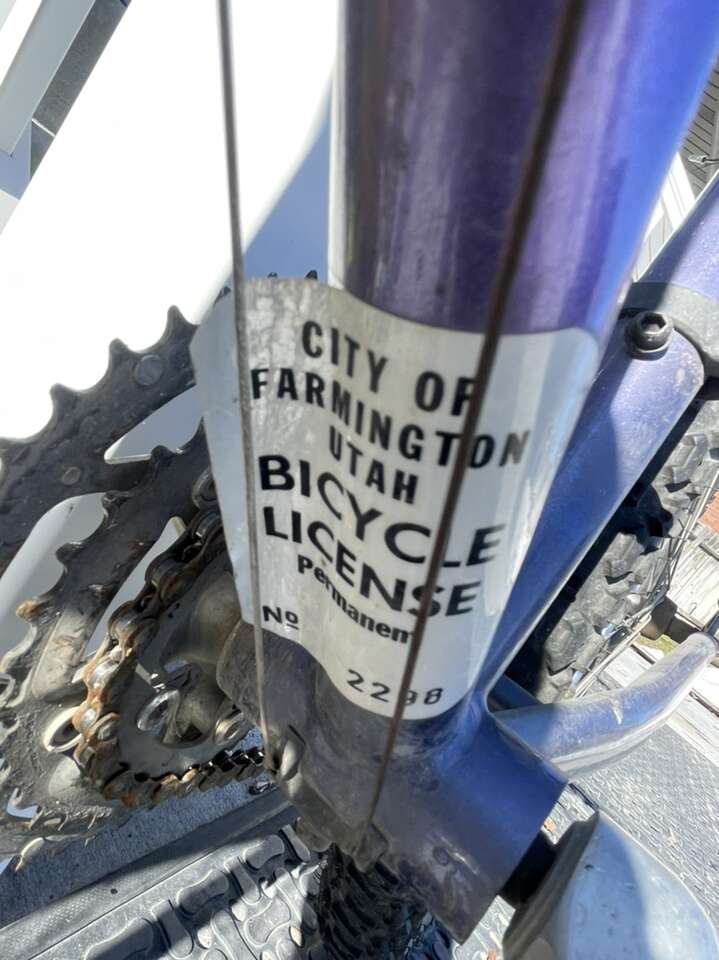 CITY OF
FARMINGTON
UTAH
BICYCLE
LICENSE
Permanent
Nº
2298